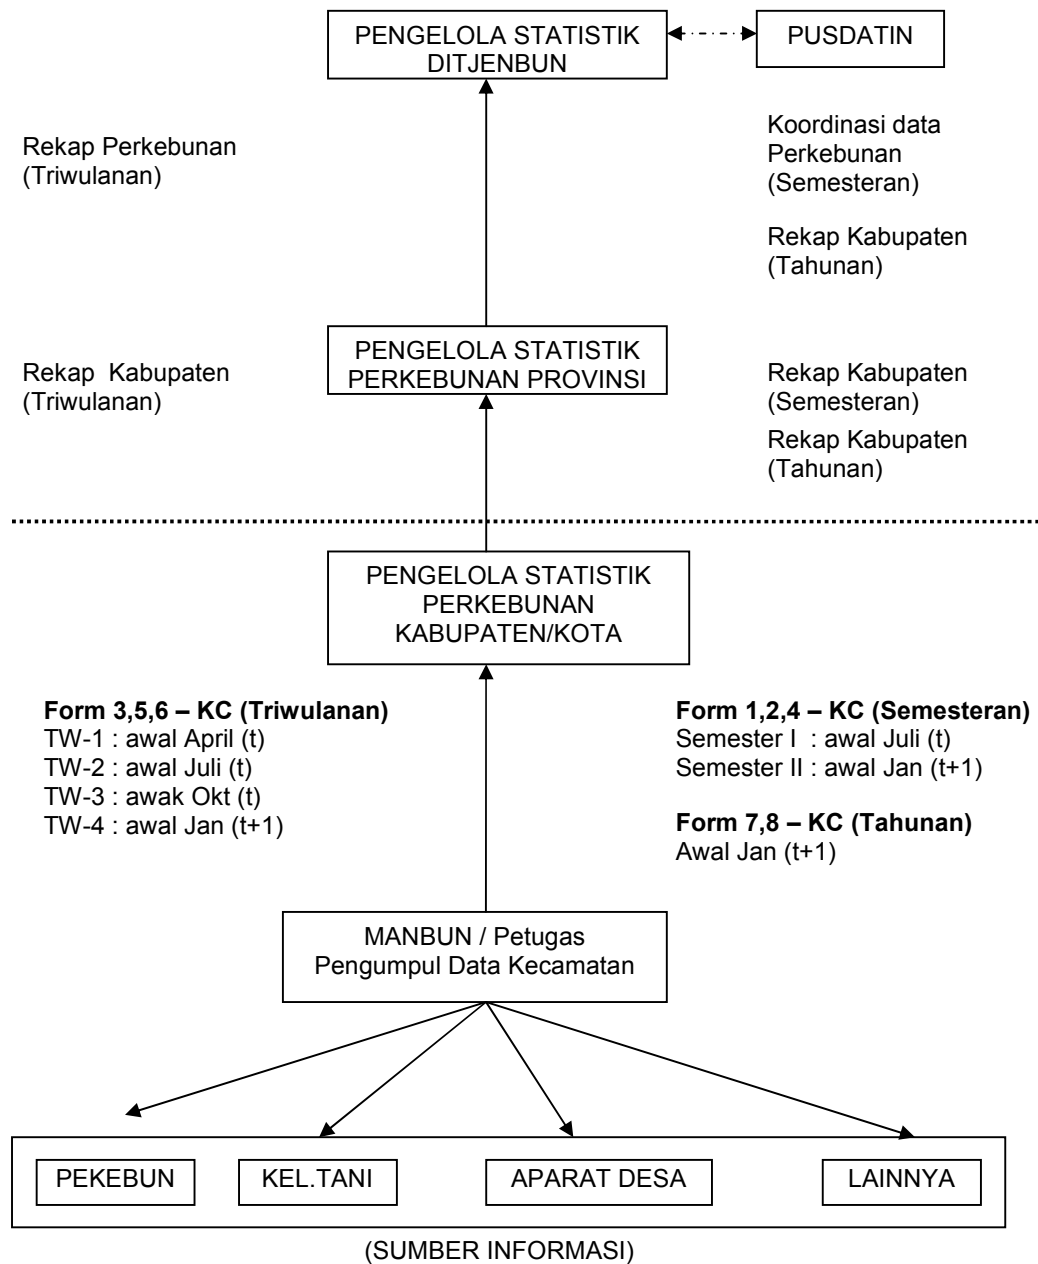 PENGELOLA STATISTIK
DITJENBUN
PUSDATIN
Rekap Perkebunan
(Triwulanan)
Koordinasi data
Perkebunan
(Semesteran)
Rekap Kabupaten
(Tahunan)
PENGELOLA STATISTIK
PERKEBUNAN PROVINSI
Rekap  Kabupaten
(Triwulanan)
Rekap Kabupaten
(Semesteran)
Rekap Kabupaten
(Tahunan)
PENGELOLA STATISTIK
PERKEBUNAN
KABUPATEN/KOTA
Form 3,5,6 – KC (Triwulanan)
TW-1 : awal April (t)
TW-2 : awal Juli (t)
TW-3 : awak Okt (t)
TW-4 : awal Jan (t+1)
Form 1,2,4 – KC (Semesteran)
Semester I  : awal Juli (t)
Semester II : awal Jan (t+1)
Form 7,8 – KC (Tahunan)
Awal Jan (t+1)
MANBUN / Petugas
Pengumpul Data Kecamatan
PEKEBUN
KEL.TANI
APARAT DESA
LAINNYA
(SUMBER INFORMASI)